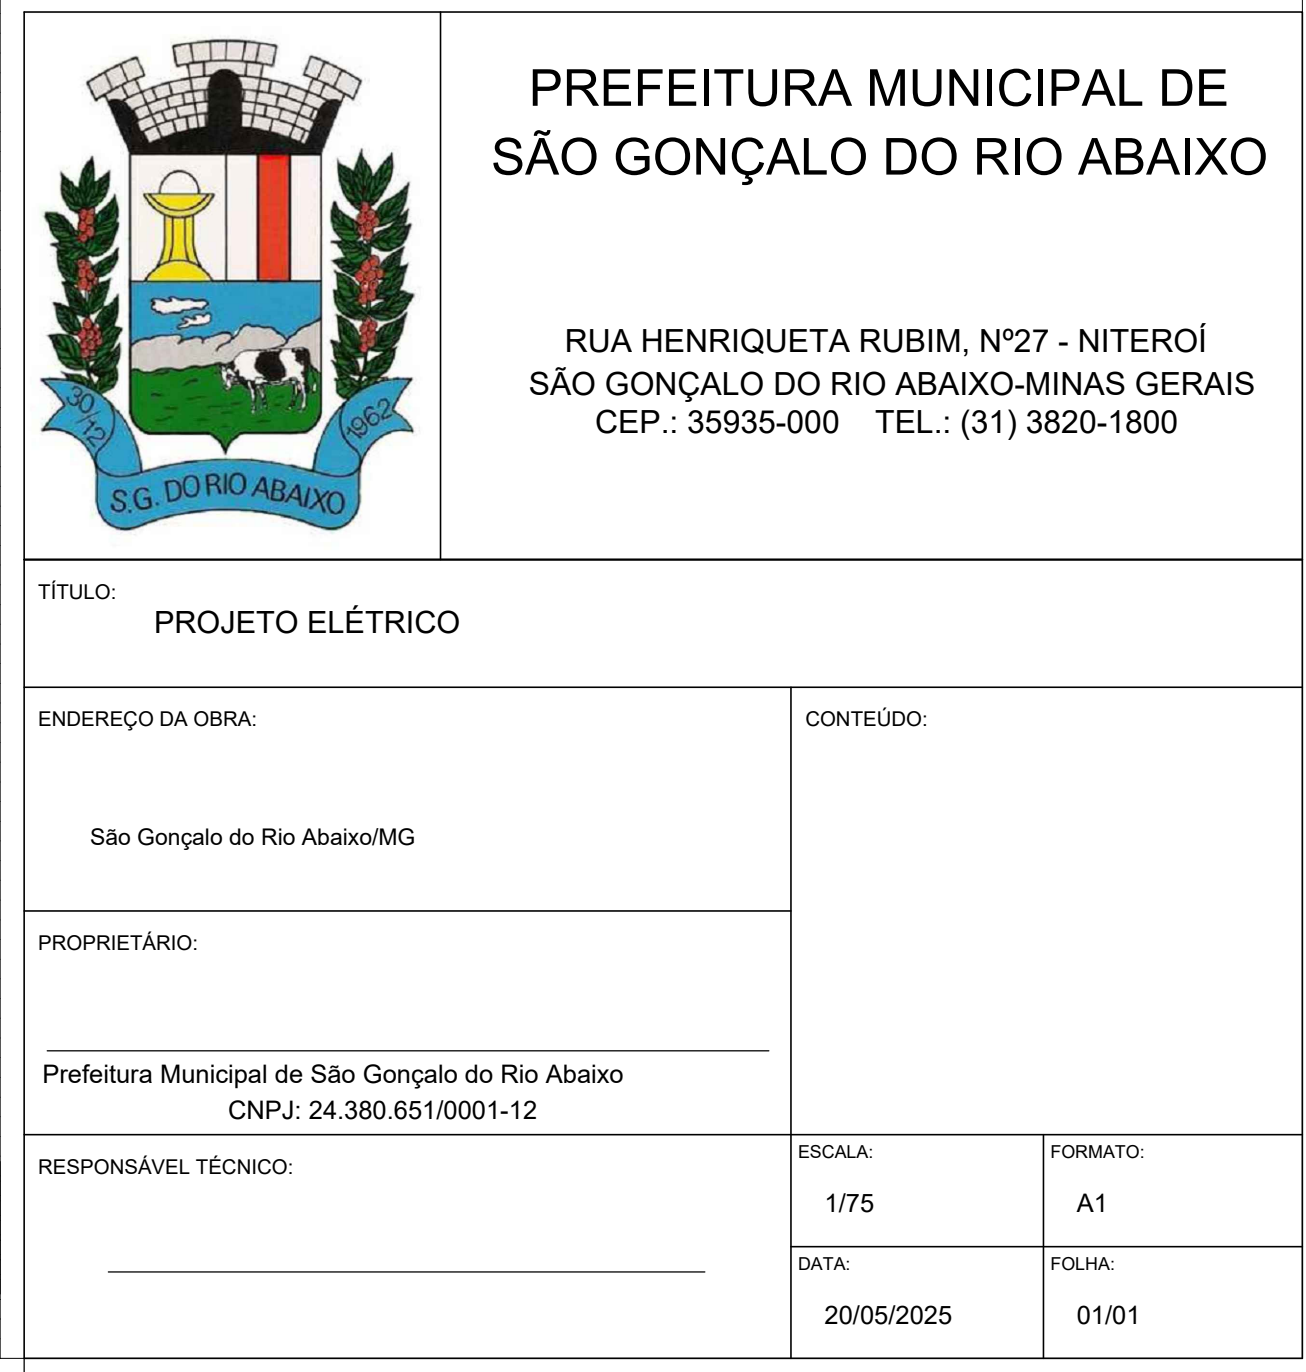 PREFEITURA MUNICIPAL DE
SÃO GONÇALO DO RIO ABAIXO
RUA HENRIQUETA RUBIM, Nº27 - NITEROÍ
SÃO GONÇALO DO RIO ABAIXO-MINAS GERAIS
CEP.: 35935-000 TEL.: (31) 3820-1800
30/12
1962
S.G. DO RIO ABAIXO
TÍTULO:
PROJETO ELÉTRICO
ENDEREÇO DA OBRA:
São Gonçalo do Rio Abaixo/MG
CONTEÚDO:
PROPRIETÁRIO:
Prefeitura Municipal de São Gonçalo do Rio Abaixo
CNPJ: 24.380.651/0001-12
RESPONSÁVEL TÉCNICO:
ESCALA:
1/75
FORMATO:
A1
DATA:
20/05/2025
FOLHA:
01/01